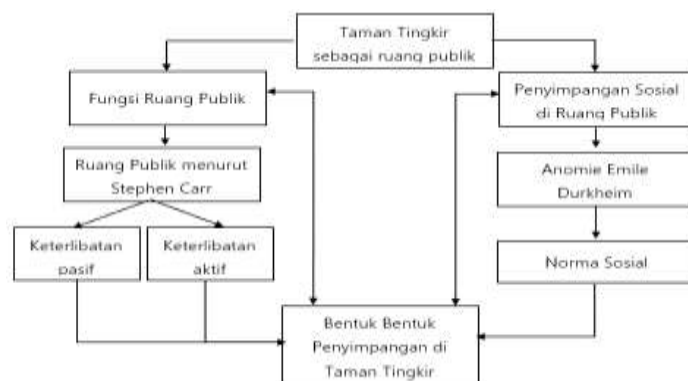 Taman Tingkir
sebagai ruang publik
Fungsi Ruang Publik
Penyimpangan Sosial
di Ruang Publik
Ruang Publik menurut
Stephen Carr
Anomie Emile
Durkheim
Keterlibatan
pasif
Keterlibatan
aktif
Norma Sosial
Bentuk Bentuk
Penyimpangan di
Taman Tingkir